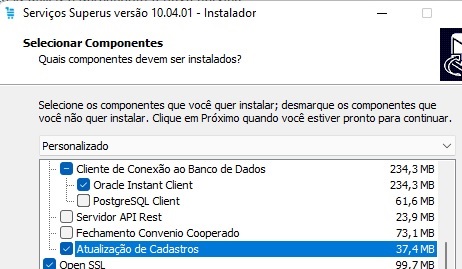 Serviços Superus versão 10.04.01 - Instalador
Selecionar Componentes
Quais componentes devem ser instalados?
Selecione os componentes que você quer instalar; desmarque os componentes que
você não quer instalar. Clique em Próximo quando você estiver pronto para continuar.
Personalizado
Cliente de Conexão ao Banco de Dados 234,3 MB
Oracle Instant Client 234,3 MB
PostgreSQL Client 61,6 MB
Servidor API Rest 23,9 MB
Fechamento Convenio Cooperado 73,1 MB
Atualização de Cadastros 37,4 MB
Open SSL 99,7 MB